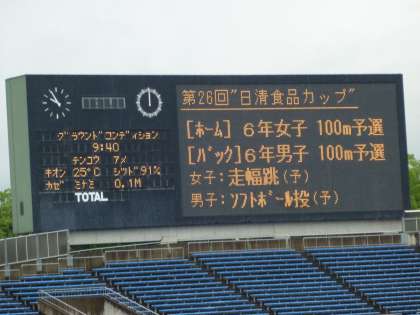 グラウンドコンディション
9:40
テンコウ アメ
キオン 25℃ シツド 91%
カゼ ミナミ 0.1M
TOTAL
第26回"日清食品カップ"
[ホーム] 6年女子 100m予選
[バック] 6年男子 100m予選
女子:走幅跳(予)
男子:ソフトボール投(予)